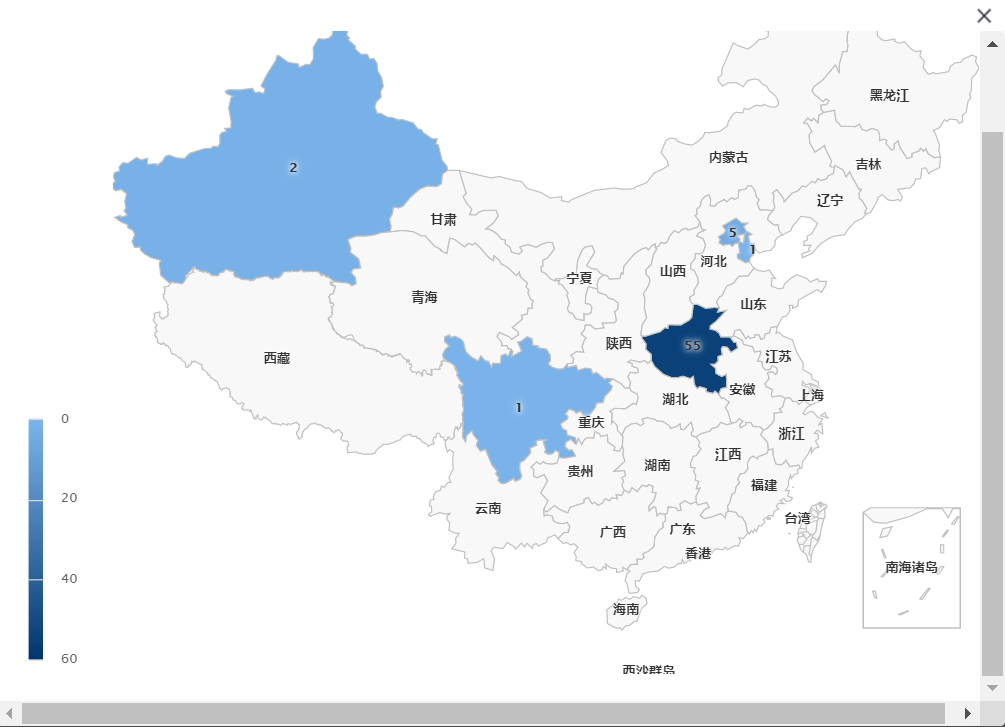 黑龙江
内蒙古
吉林
2
辽宁
甘肃
5
1
河北
山西
宁夏
青海
山东
陕西
55
江苏
西藏
安徽
上海
湖北
1
重庆
浙江
0
江西
湖南
贵州
福建
20
云南
台湾
广西
广东
香港
南海诸岛
40
海南
60
西沙群岛